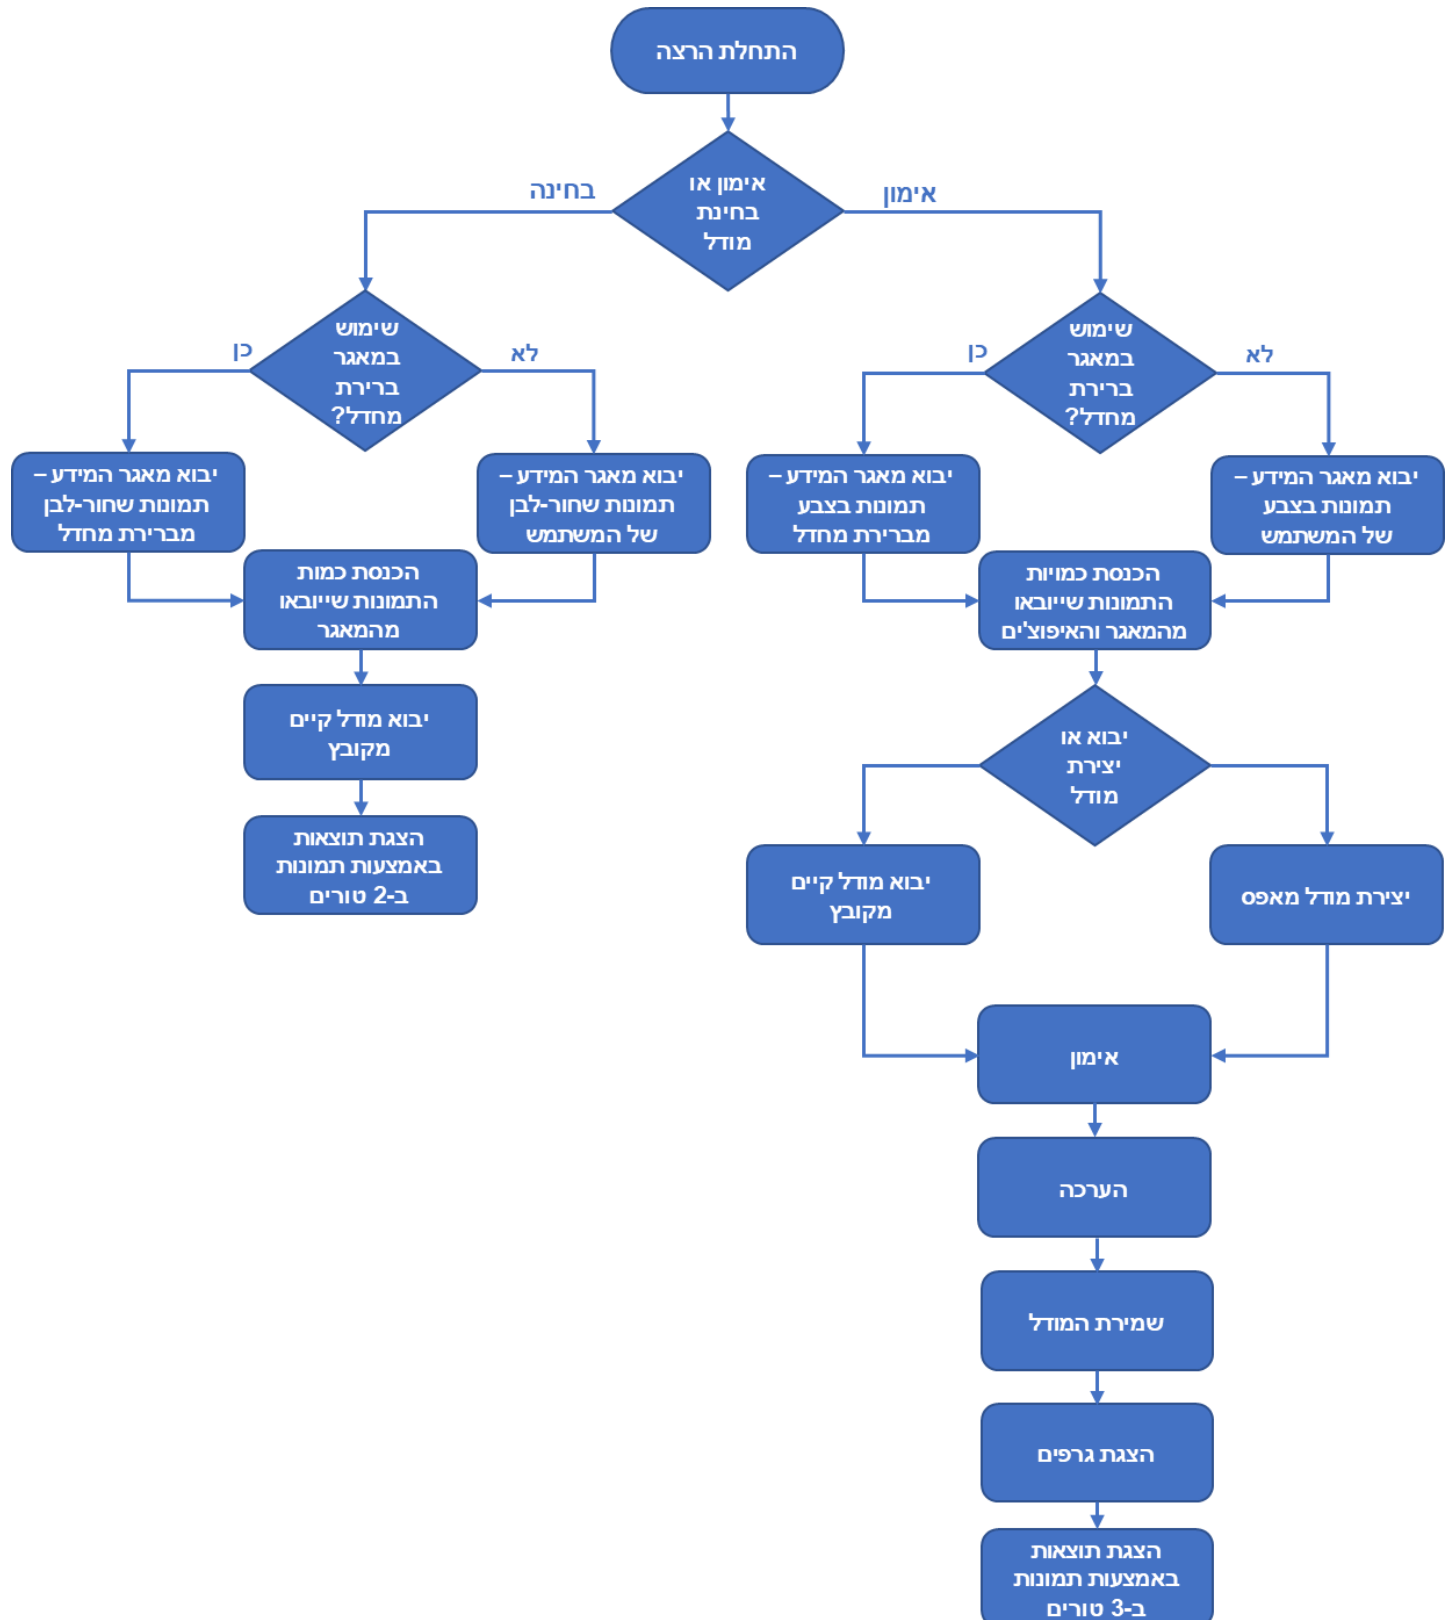 התחלת הרצה
אימון או
בחינת
מודל
אימון
בחינה
שימוש
במאגר
ברירת
מחדל?
לא
כן
יבוא מאגר המידע –
תמונות בצבע
של המשתמש
יבוא מאגר המידע –
תמונות בצבע
מברירת מחדל
הכנסת כמויות
התמונות שייובאו
מהמאגר והאיפוצ'ים
יבוא או
יצירת
מודל
יצירת מודל מאפס
יבוא מודל קיים
מקובץ
אימון
הערכה
שמירת המודל
הצגת גרפים
הצגת תוצאות
באמצעות תמונות
ב-3 טורים
שימוש
במאגר
ברירת
מחדל?
לא
כן
יבוא מאגר המידע –
תמונות שחור-לבן
של המשתמש
יבוא מאגר המידע –
תמונות שחור-לבן
מברירת מחדל
הכנסת כמות
התמונות שייובאו
מהמאגר
יבוא מודל קיים
מקובץ
הצגת תוצאות
באמצעות תמונות
ב-2 טורים